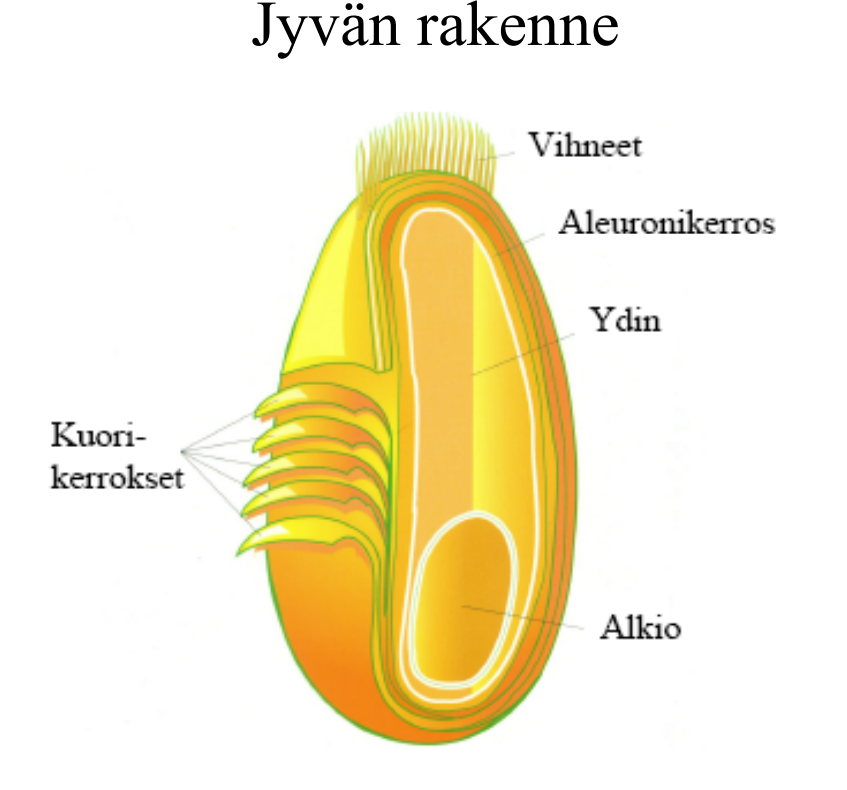 Jyvän rakenne
Vihneet
Aleuronikerros
Ydin
Kuori-
kerrokset
Alkio